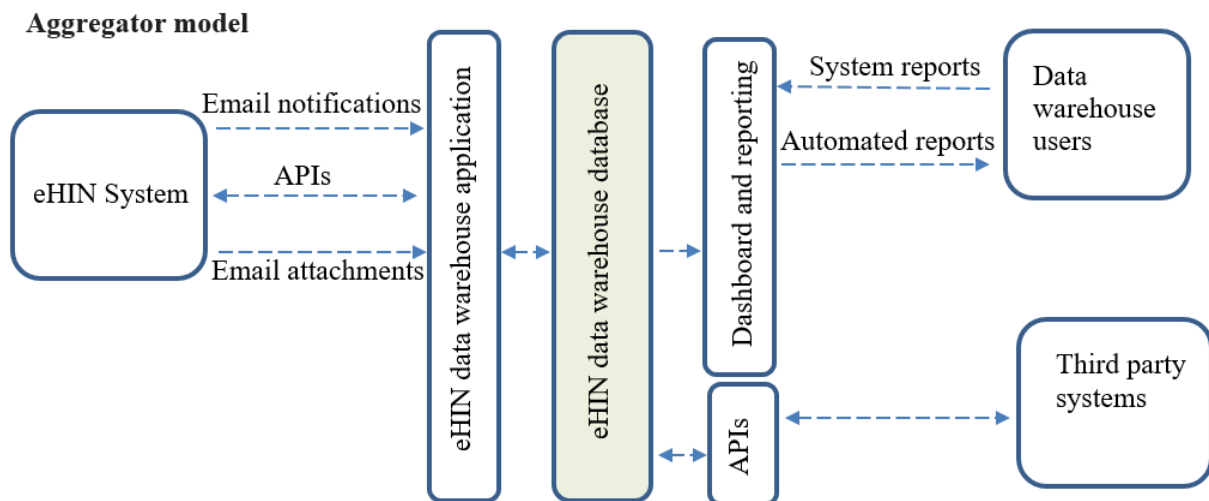 Aggregator model
eHIN System
Email notifications
APIs
Email attachments
eHIN data warehouse application
eHIN data warehouse database
Dashboard and reporting
APIs
System reports
Automated reports
Data
warehouse
users
Third party
systems